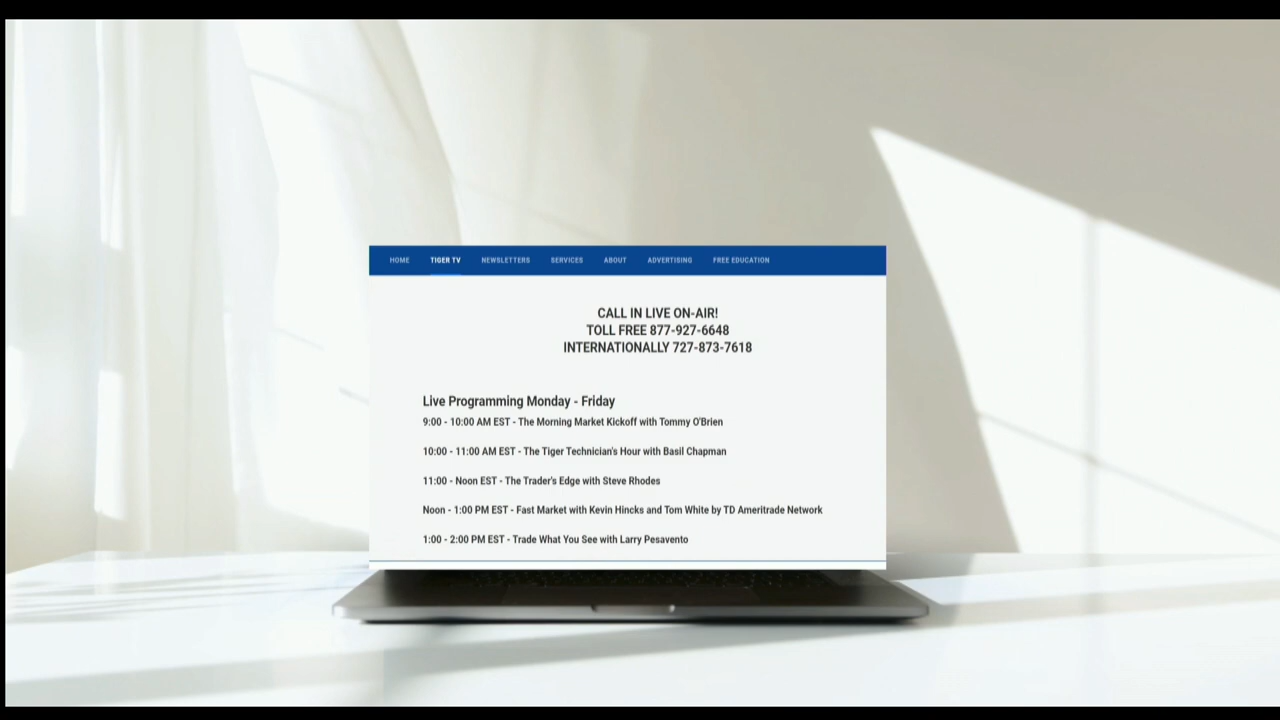 HOME TIGER TV NEWSLETTERS SERVICES ABOUT ADVERTISING FREE EDUCATION
CALL IN LIVE ON-AIR!
TOLL FREE 877-927-6648
INTERNATIONALLY 727-873-7618
Live Programming Monday - Friday
9:00 - 10:00 AM EST - The Morning Market Kickoff with Tommy O'Brien
10:00 - 11:00 AM EST - The Tiger Technician's Hour with Basil Chapman
11:00 - Noon EST - The Trader's Edge with Steve Rhodes
Noon - 1:00 PM EST - Fast Market with Kevin Hincks and Tom White by TD Ameritrade Network
1:00 - 2:00 PM EST - Trade What You See with Larry Pesavento